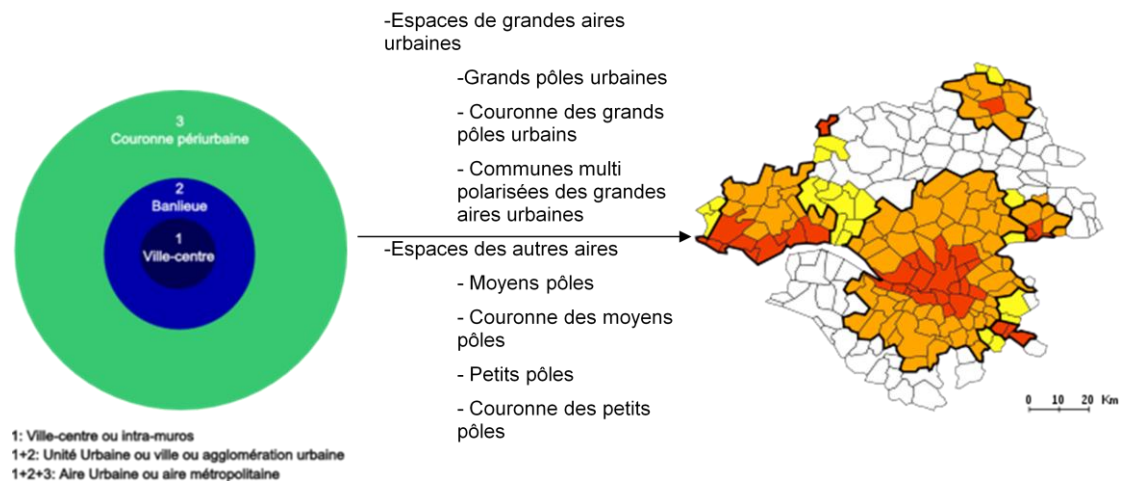 3
Couronne périurbaine
2
Banlieue
1
Ville-centre
1: Ville-centre ou intra-muros
1+2: Unité Urbaine ou ville ou agglomération urbaine
1+2+3: Aire Urbaine ou aire métropolitaine
-Espaces de grandes aires
urbaines
-Grands pôles urbaines
- Couronne des grands
pôles urbains
- Communes multi
polarisées des grandes
aires urbaines
-Espaces des autres aires
- Moyens pôles
- Couronne des moyens
pôles
- Petits pôles
- Couronne des petits
pôles
0 10 20 Km